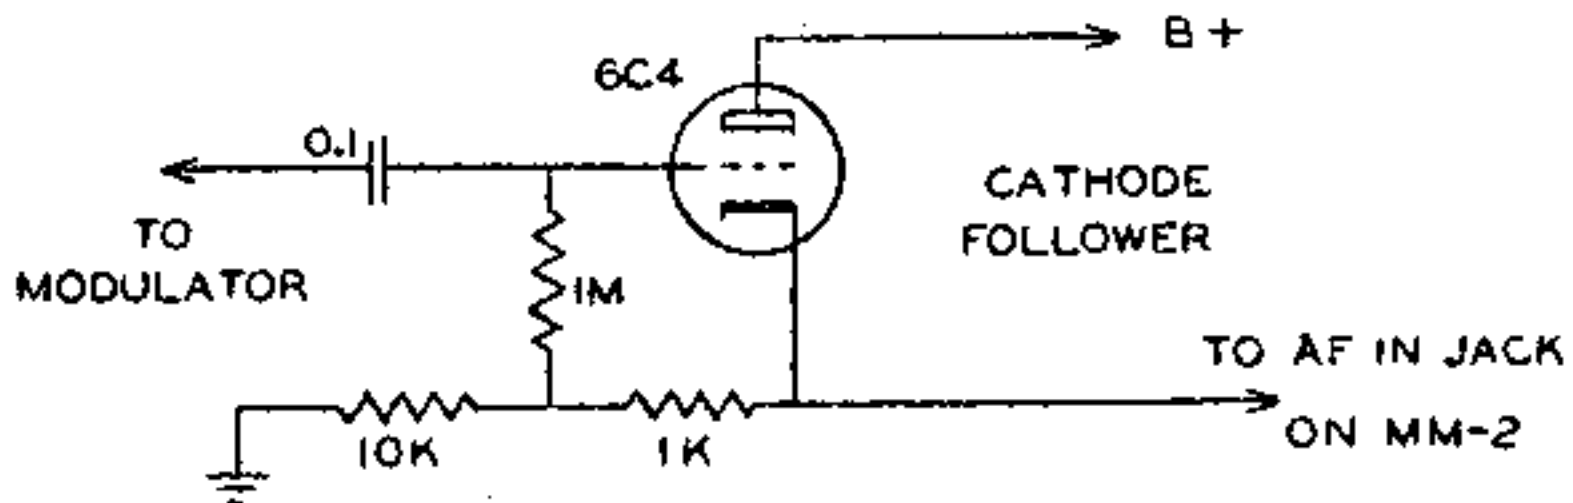 B +
6C4
0.1
CATHODE
FOLLOWER
TO
MODULATOR
1M
TO AF IN JACK
ON MM-2
10K
1K